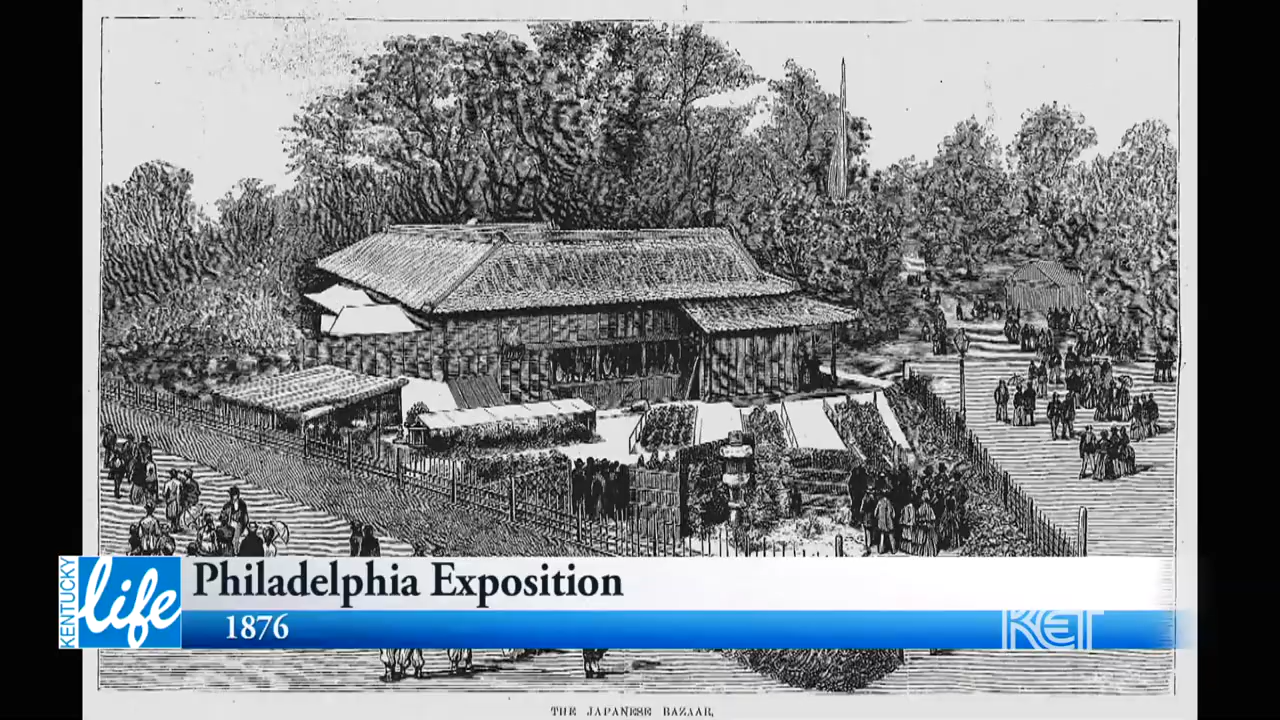 KENTUCKY
life
Philadelphia Exposition
1876
KET
THE JAPANESE BAZAAR.